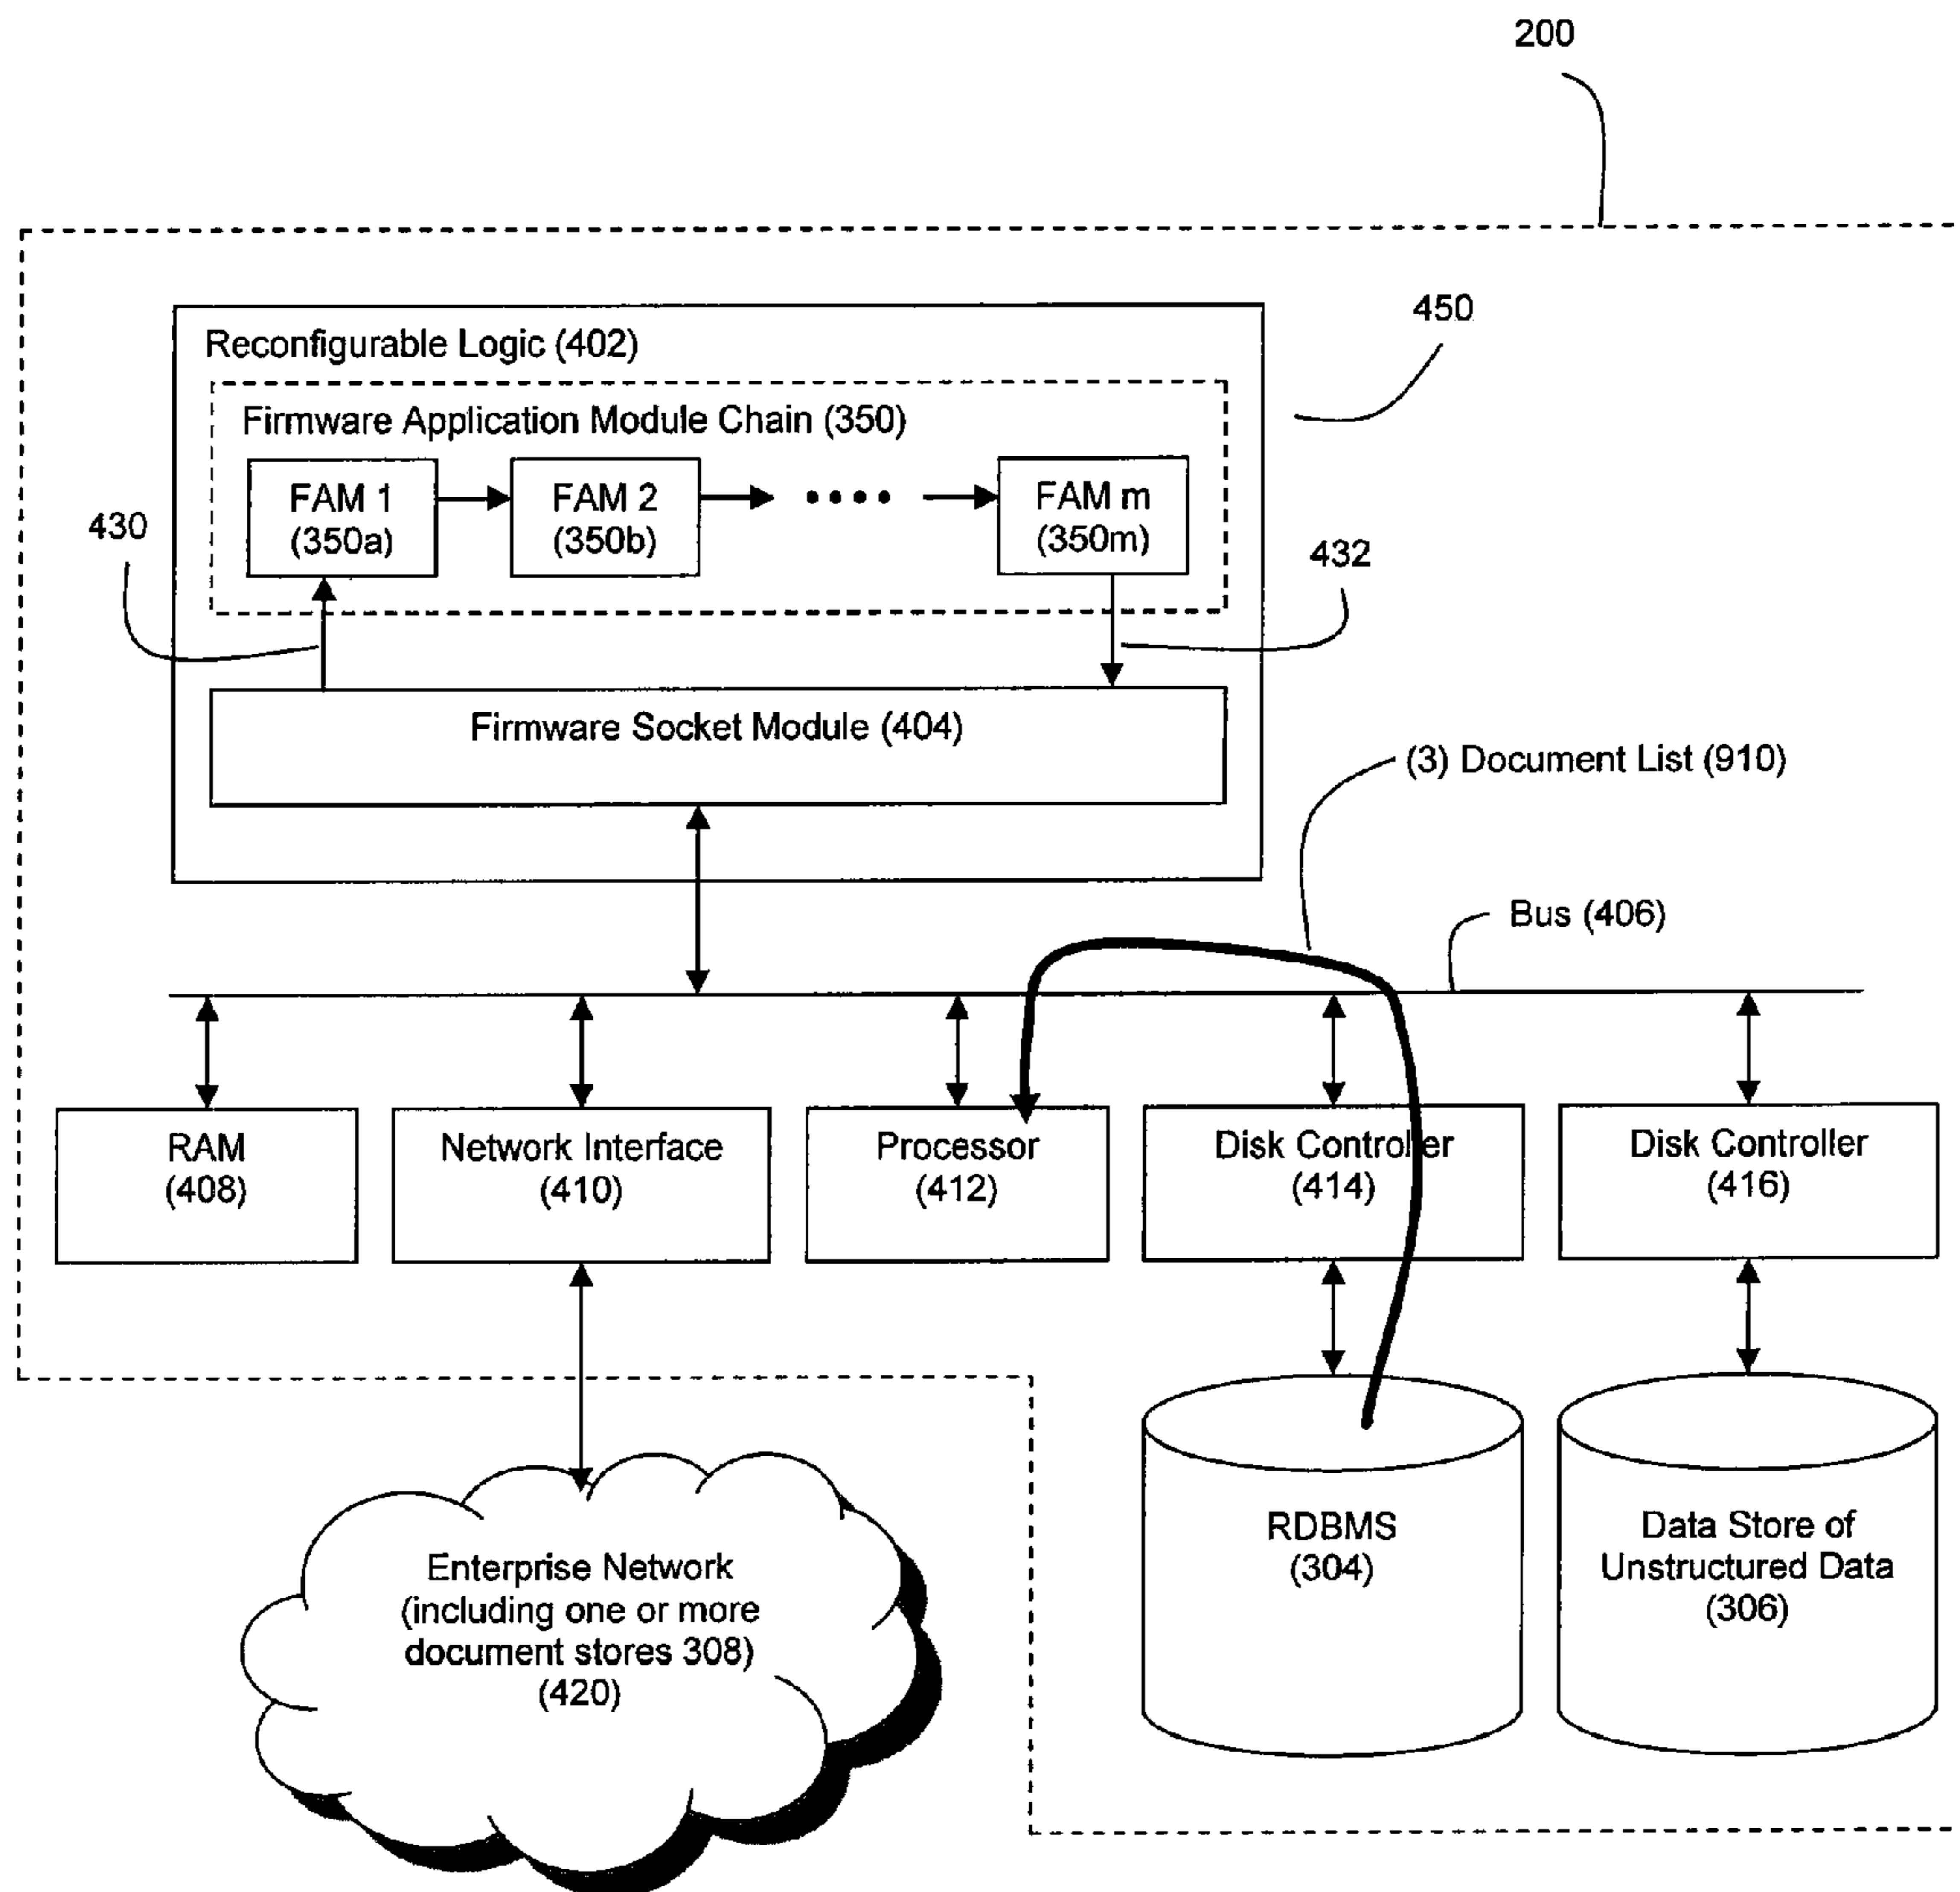 200
450
Reconfigurable Logic (402)
Firmware Application Module Chain (350)
FAM 1
(350a)
FAM 2
(350b)
FAM m
(350m)
430
432
Firmware Socket Module (404)
(3) Document List (910)
Bus (406)
RAM
(408)
Network Interface
(410)
Processor
(412)
Disk Controller
(414)
Disk Controller
(416)
Enterprise Network
(including one or more
document stores 308)
(420)
RDBMS
(304)
Data Store of
Unstructured Data
(306)